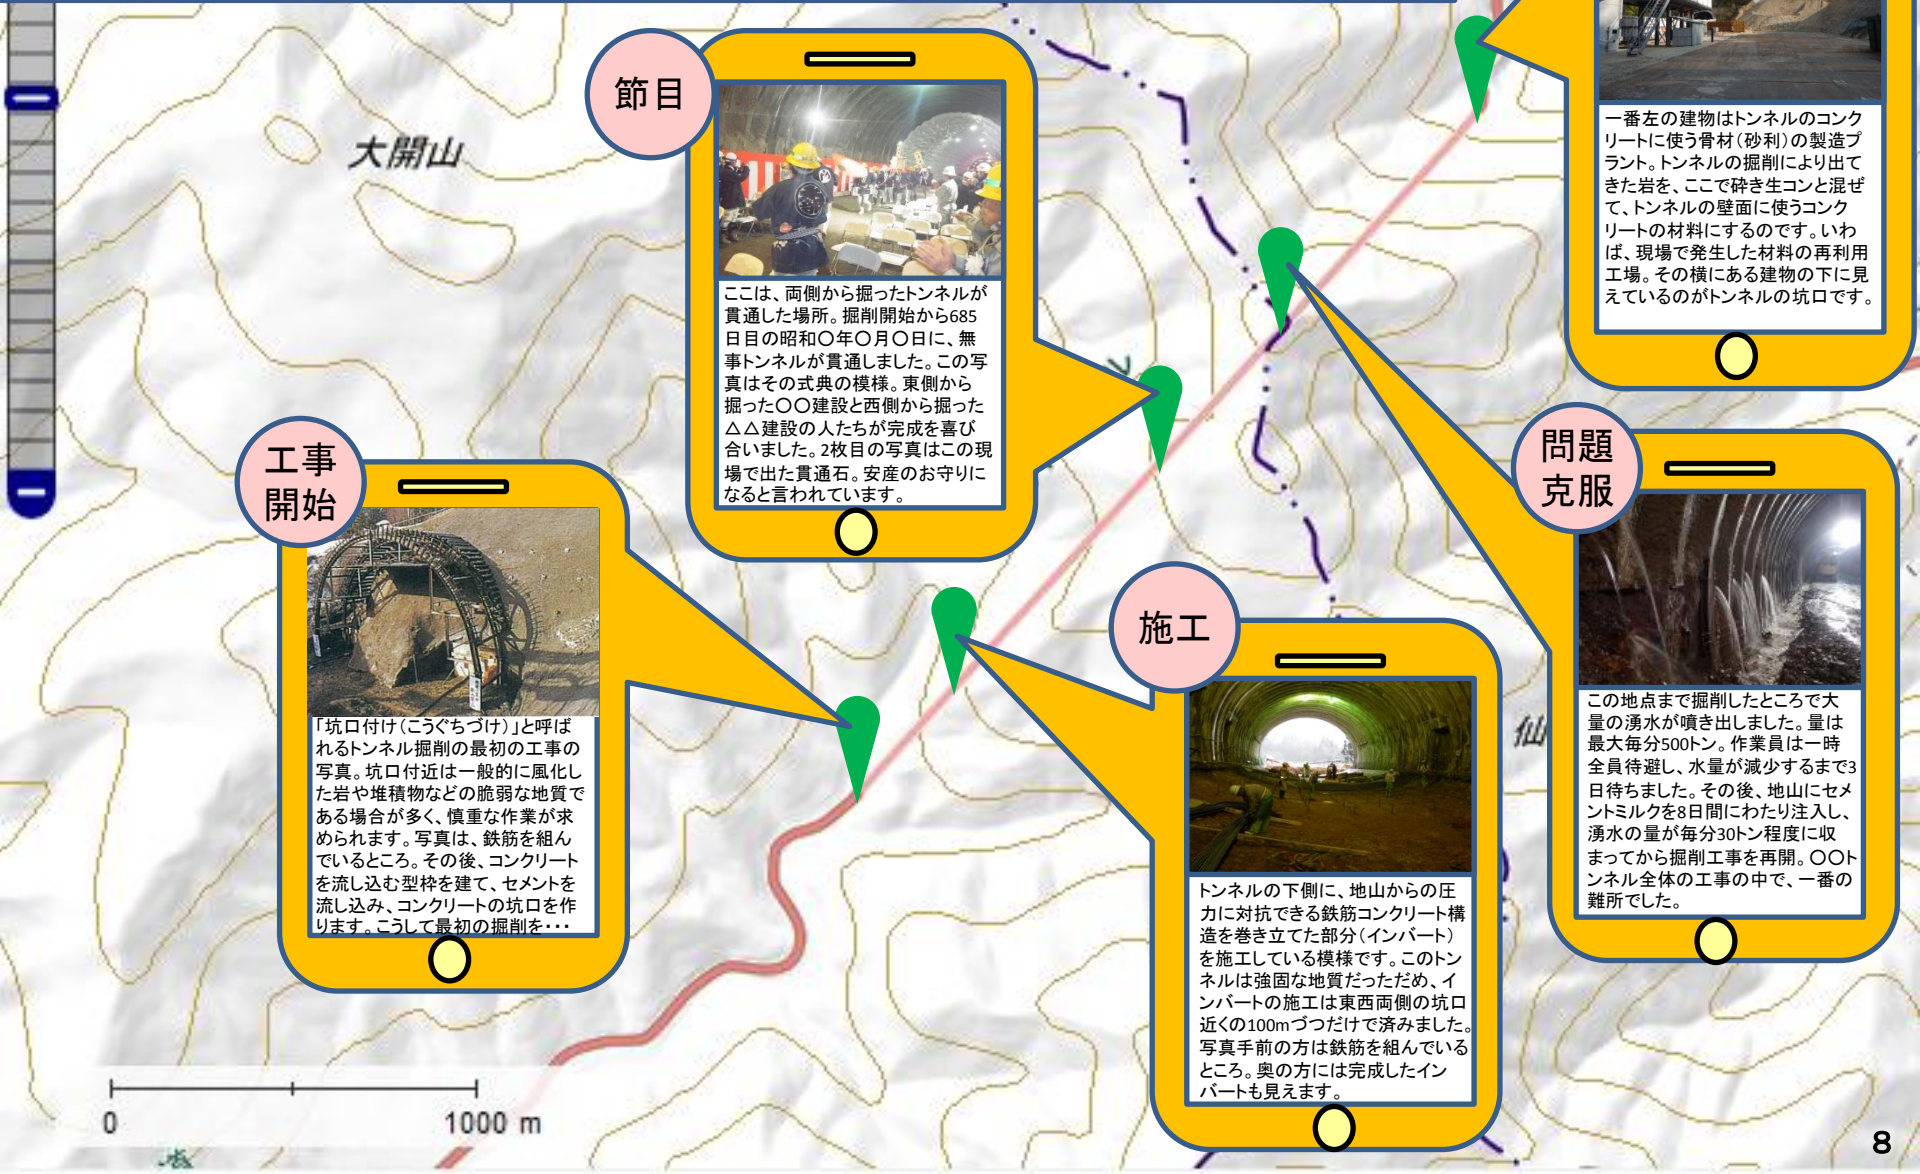 節目
大開山
ここは、両側から掘ったトンネルが
貫通した場所。掘削開始から685
日目の昭和〇年〇月〇日に、無
事トンネルが貫通しました。この写
真はその式典の模様。東側から
掘った〇〇建設と西側から掘った
△△建設の人たちが完成を喜び
合いました。2枚目の写真はこの現
場で出た貫通石。安産のお守りに
なると言われています。
一番左の建物はトンネルのコンク
リートに使う骨材（砂利）の製造プ
ラント。トンネルの掘削により出て
きた岩を、ここで砕き生コンと混ぜ
て、トンネルの壁面に使うコンク
リートの材料にするのです。いわ
ば、現場で発生した材料の再利用
工場。その横にある建物の下に見
えているのがトンネルの坑口です。
工事
開始
「坑口付け（こうぐちづけ）」と呼ば
れるトンネル掘削の最初の工事の
写真。坑口付近は一般的に風化し
た岩や堆積物などの脆弱な地質で
ある場合が多く、慎重な作業が求
められます。写真は、鉄筋を組ん
でいるところ。その後、コンクリート
を流し込む型枠を建て、セメントを
流し込み、コンクリートの坑口を作
ります。こうして最初の掘削を・・・
問題
克服
この地点まで掘削したところで大
量の湧水が噴き出しました。量は
最大毎分500トン。作業員は一時
全員待避し、水量が減少するまで3
日待ちました。その後、地山にセメ
ントミルクを8日間にわたり注入し、
湧水の量が毎分30トン程度に収
まってから掘削工事を再開。〇〇ト
ンネル全体の工事の中で、一番の
難所でした。
施工
トンネルの下側に、地山からの圧
力に対抗できる鉄筋コンクリート構
造を巻き立てた部分（インバート）
を施工している模様です。このトン
ネルは強固な地質だっただめ、イ
ンバートの施工は東西両側の坑口
近くの100mづつだけで済みました。
写真手前の方は鉄筋を組んでいる
ところ。奥の方には完成したイン
バートも見えます。
仙
0
1000 m
8